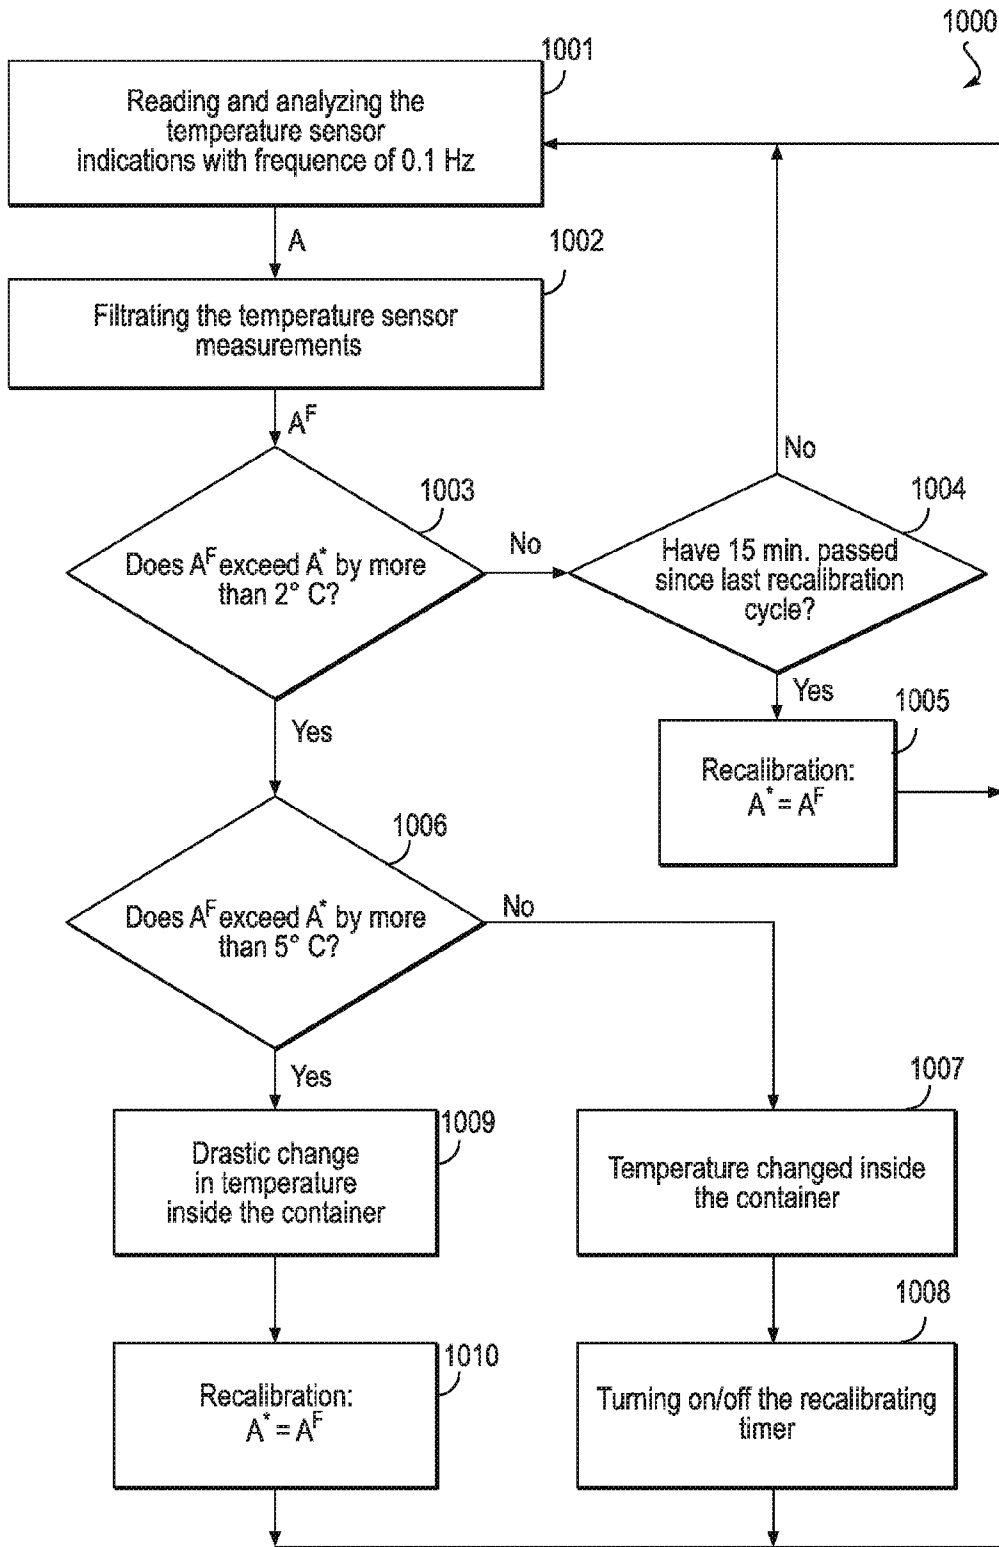 1000
1001
Reading and analyzing the
temperature sensor
indications with frequence of 0.1 Hz
A
1002
Filtrating the temperature sensor
measurements
A^F
1003
Does A^F exceed A* by more
than 2° C?
No
Yes
1004
Have 15 min. passed
since last recalibration
cycle?
No
Yes
1005
Recalibration:
A* = A^F
1006
Does A^F exceed A* by more
than 5° C?
No
Yes
1009
Drastic change
in temperature
inside the container
1007
Temperature changed inside
the container
1010
Recalibration:
A* = A^F
1008
Turning on/off the recalibrating
timer